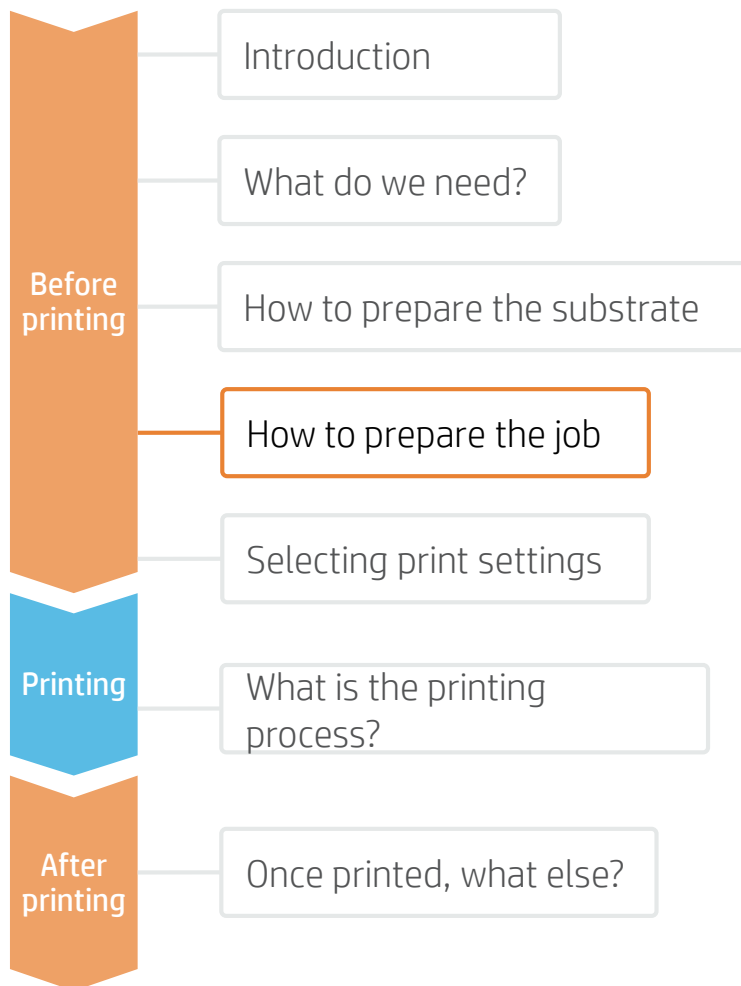 Introduction
What do we need?
Before
printing
How to prepare the substrate
How to prepare the job
Selecting print settings
Printing
What is the printing
process?
After
printing
Once printed, what else?